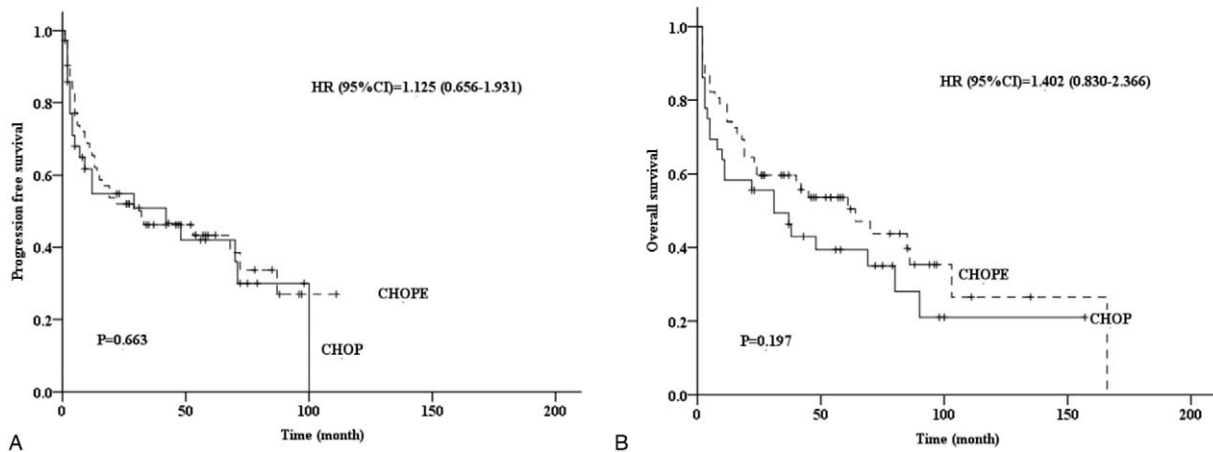 1.0
0.8
0.6
0.4
0.2
0.0
Progression free survival
HR (95%CI)=1.125 (0.656-1.931)
CHOPE
P=0.663
CHOP
0 50 100 150 200
Time (month)
A
1.0
0.8
0.6
0.4
0.2
0.0
Overall survival
HR (95%CI)=1.402 (0.830-2.366)
CHOPE
CHOP
P=0.197
0 50 100 150 200
Time (month)
B